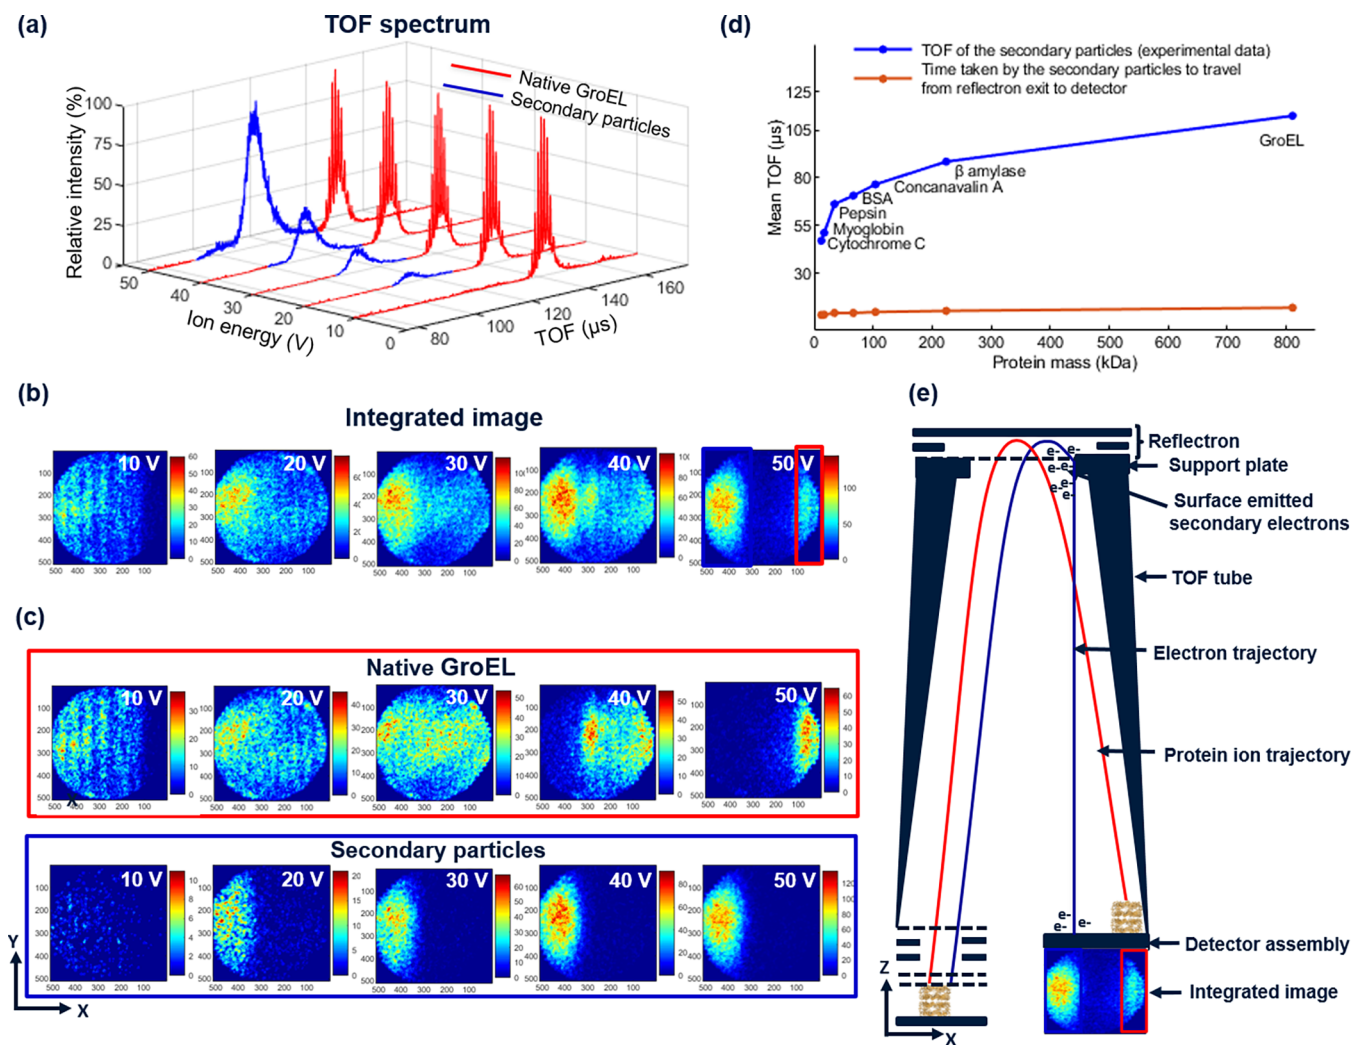 (a)
TOF spectrum
Native GroEL
Secondary particles
Relative intensity (%)
100
75
50
25
0
50
40
30
20
10
0
Ion energy (V)
80
100
120
140
160
TOF (µs)
(d)
TOF of the secondary particles (experimental data)
Time taken by the secondary particles to travel
from reflectron exit to detector
Mean TOF (µs)
125
105
80
55
30
GroEL
β amylase
Concanavalin A
BSA
Pepsin
Myoglobin
Cytochrome C
0 100 200 300 400 500 600 700 800
Protein mass (kDa)
(b)
Integrated image
10 V
20 V
30 V
40 V
50 V
(c)
Native GroEL
10 V
20 V
30 V
40 V
50 V
Secondary particles
10 V
20 V
30 V
40 V
50 V
Y
X
(e)
Reflectron
Support plate
Surface emitted
secondary electrons
e- e-
e-
e-
e-
e-
TOF tube
Electron trajectory
Protein ion trajectory
e-
e-
e-
Detector assembly
Integrated image
Z
X